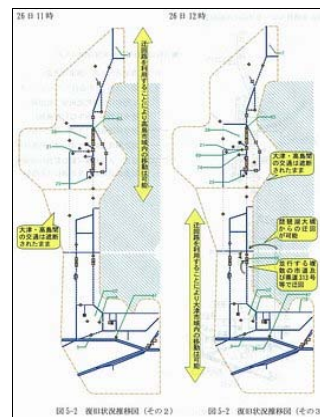 26日11時
迂回路を利用することにより高島市域内の移動は可能
大津・高島
間の交通は遮断
されたまま
図5-2 復旧状況推移図(その2)
26日12時
大津・高島間
の交通は遮断
されたまま
琵琶湖大橋
からの迂回
が可能
並行する複
数の市道及
び県道313号
等で迂回
迂回路を利用することにより大津市域内の移動は可能
図5-2 復旧状況推移図(その3)